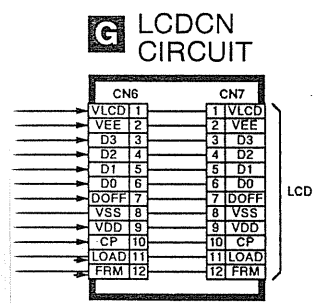 G LCDCN
CIRCUIT
CN6 CN7
VLCD 1 1 VLCD
VEE 2 2 VEE
D3 3 3 D3
D2 4 4 D2
D1 5 5 D1
D0 6 6 D0
DOFF 7 7 DOFF
VSS 8 8 VSS
VDD 9 9 VDD
CP 10 10 CP
LOAD 11 11 LOAD
FRM 12 12 FRM
LCD